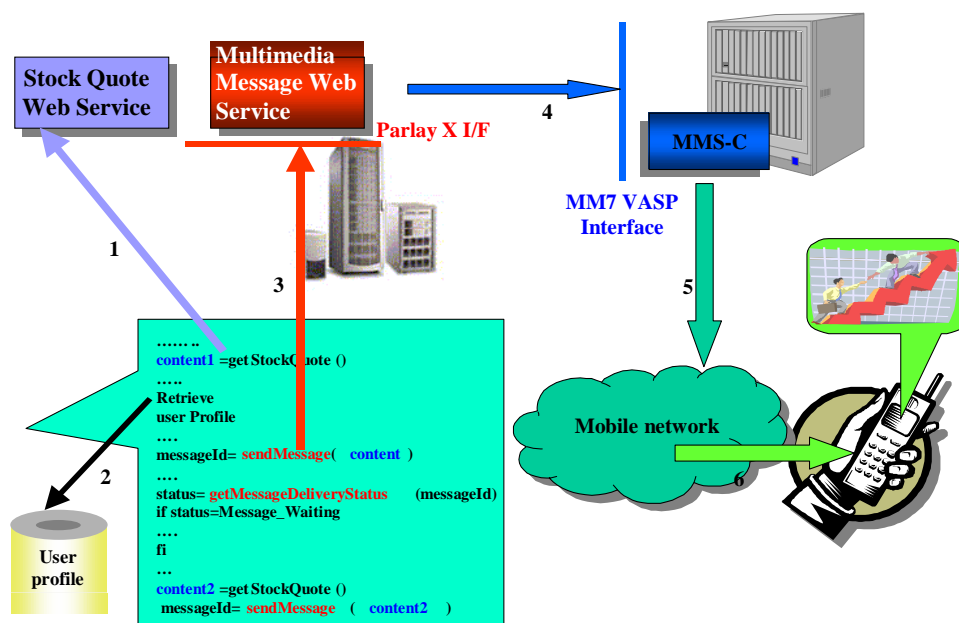 Stock Quote
Web Service
Multimedia
Message Web
Service
Parlay X I/F
4
MMS-C
MM7 VASP
Interface
1
3
5
…….. 
content1 =getStockQuote ()
…..
Retrieve
user Profile
….
messageId= sendMessage( content )
….
status= getMessageDeliveryStatus (messageId)
if status=Message_Waiting
….
fi
…
content2 =getStockQuote ()
messageId= sendMessage ( content2 )
2
User
profile
Mobile network
6